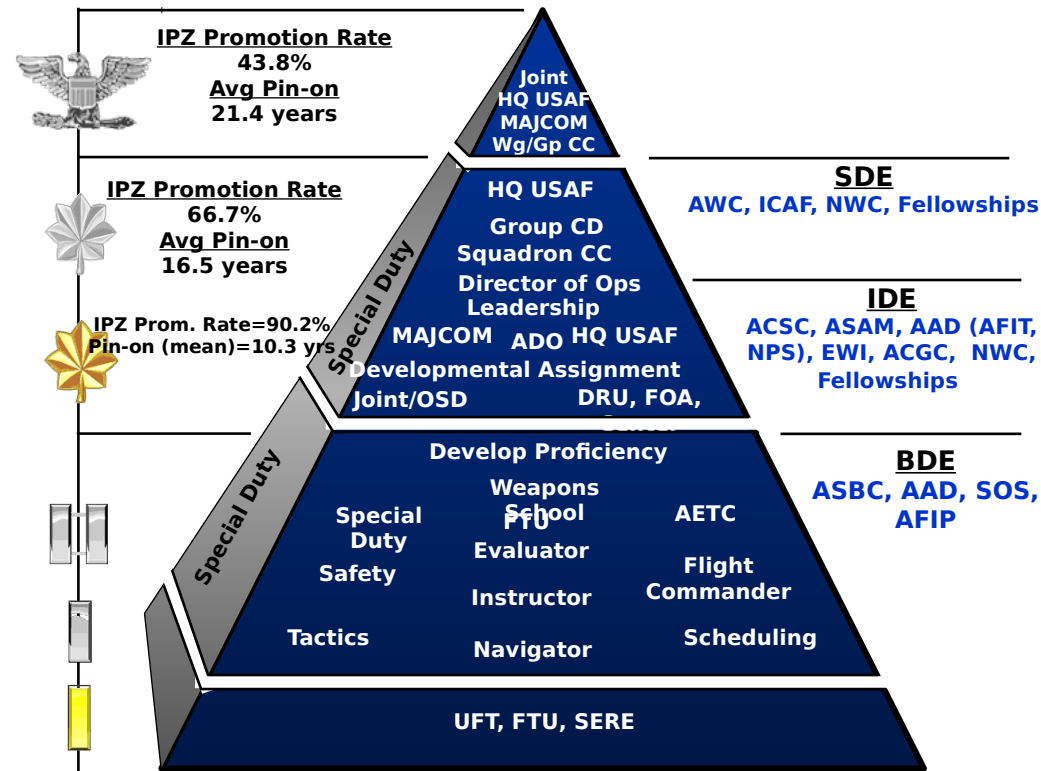 IPZ Promotion Rate
43.8%
Avg Pin-on
21.4 years
Joint
HQ USAF
MAJCOM
Wg/Gp CC
IPZ Promotion Rate
66.7%
Avg Pin-on
16.5 years
IPZ Prom. Rate=90.2%
Pin-on (mean)=10.3 yrs
Special Duty
HQ USAF
Group CD
Squadron CC
Director of Ops
Leadership
MAJCOM
ADO
HQ USAF
Developmental Assignment
Joint/OSD
DRU, FOA,
SDE
AWC, ICAF, NWC, Fellowships
IDE
ACSC, ASAM, AAD (AFIT,
NPS), EWI, ACGC, NWC,
Fellowships
Special Duty
Develop Proficiency
Weapons
School
FTU
Special
Duty
AETC
Evaluator
Safety
Flight
Commander
Instructor
Tactics
Scheduling
Navigator
BDE
ASBC, AAD, SOS,
AFIP
UFT, FTU, SERE